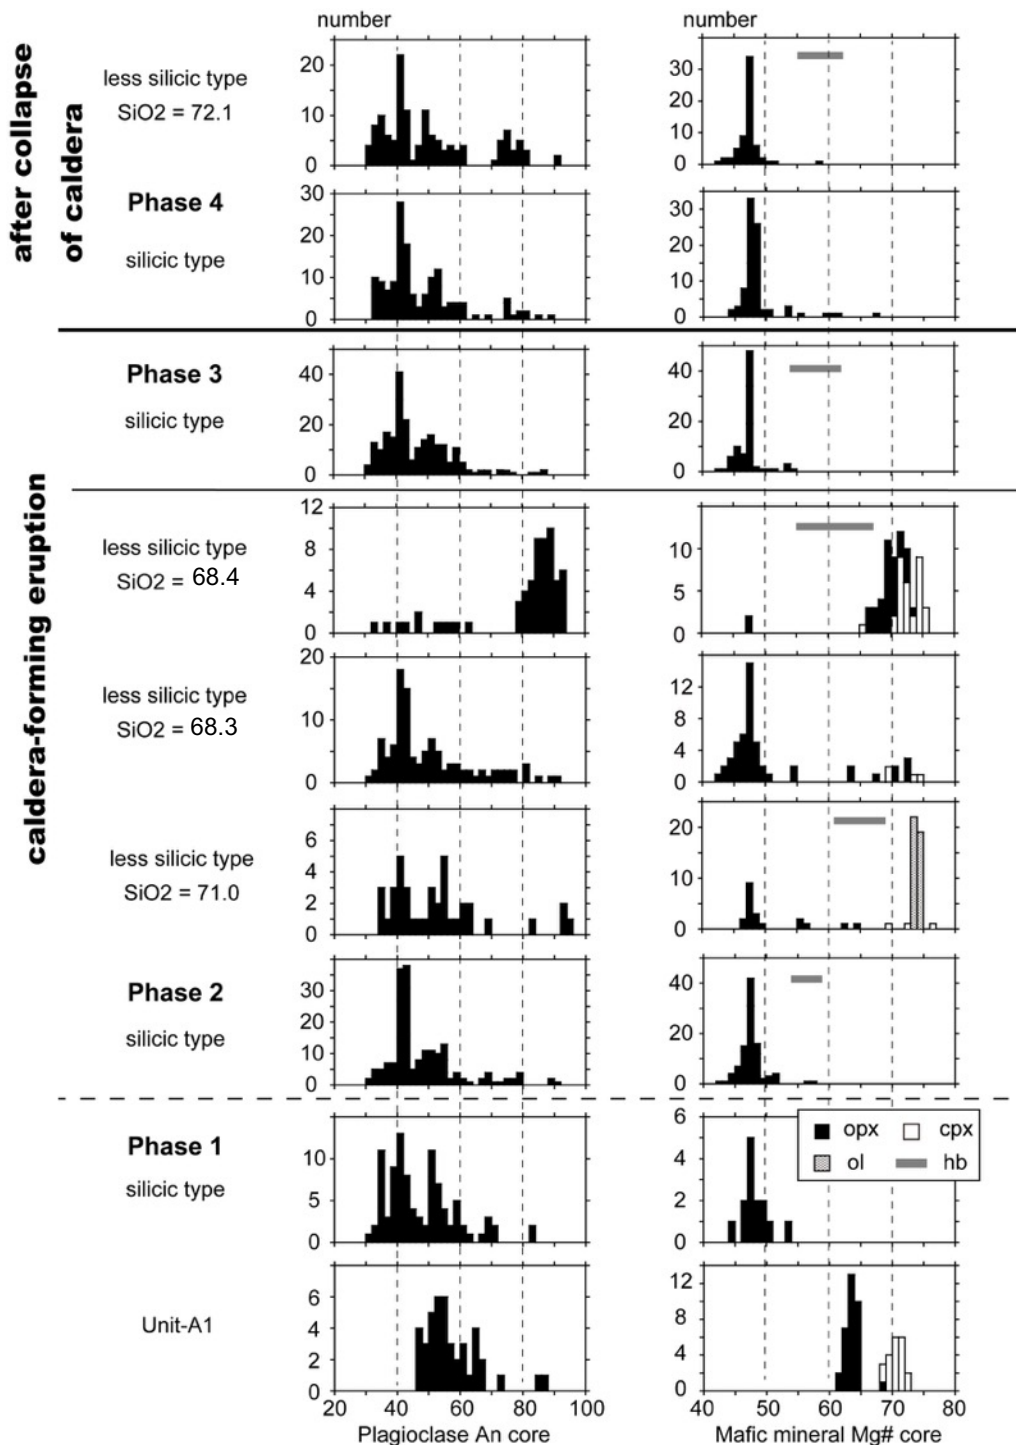 number
number
after collapse
of caldera
less silicic type
SiO2 = 72.1
20
10
0
30
20
10
0
Phase 4
silicic type
30
20
10
0
30
20
10
0
caldera-forming eruption
Phase 3
silicic type
40
20
0
40
20
0
less silicic type
SiO2 = 68.4
12
8
4
0
10
5
0
less silicic type
SiO2 = 68.3
20
10
0
12
8
4
0
less silicic type
SiO2 = 71.0
6
4
2
0
20
10
0
Phase 2
silicic type
30
20
10
0
40
20
0
Phase 1
silicic type
10
5
0
6
4
2
0
opx
cpx
ol
hb
Unit-A1
6
4
2
0
12
8
4
0
20 40 60 80 100
40 50 60 70 80
Plagioclase An core
Mafic mineral Mg# core